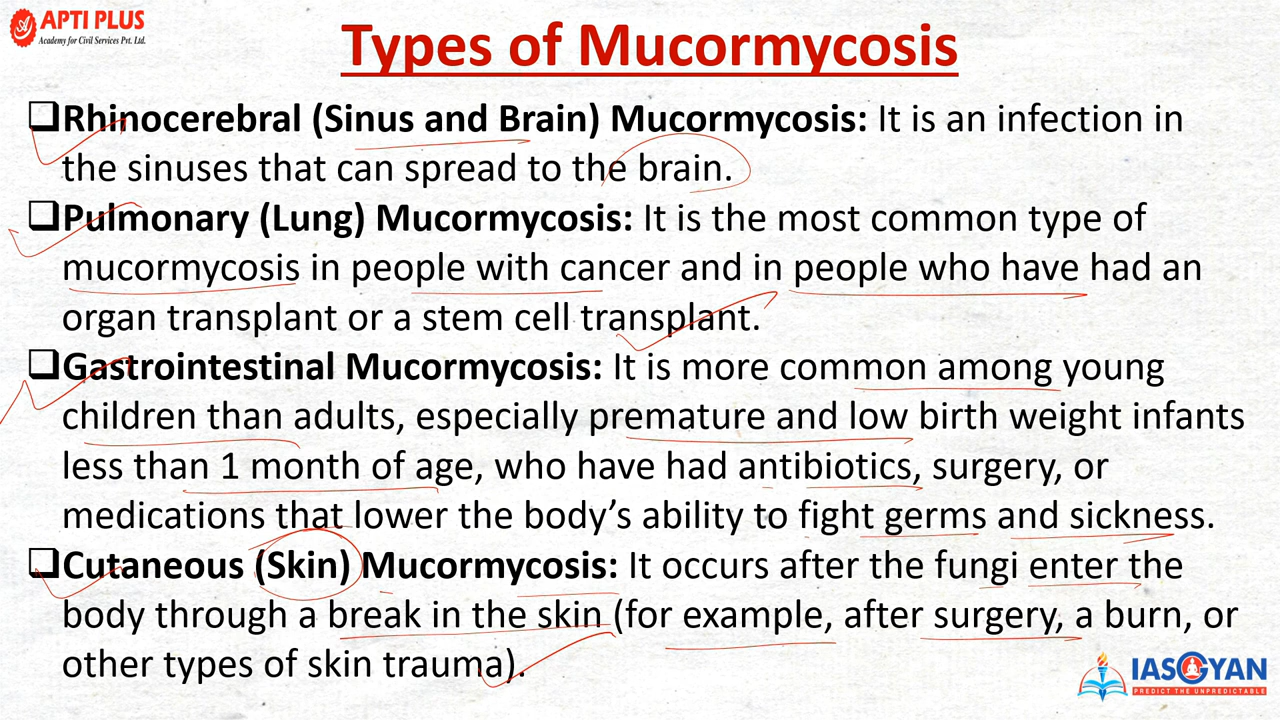 APTI PLUS
Academy for Civil Services Pvt. Ltd.
Types of Mucormycosis
❑Rhinocerebral (Sinus and Brain) Mucormycosis: It is an infection in
the sinuses that can spread to the brain.
❑Pulmonary (Lung) Mucormycosis: It is the most common type of
mucormycosis in people with cancer and in people who have had an
organ transplant or a stem cell transplant.
❑Gastrointestinal Mucormycosis: It is more common among young
children than adults, especially premature and low birth weight infants
less than 1 month of age, who have had antibiotics, surgery, or
medications that lower the body’s ability to fight germs and sickness.
❑Cutaneous (Skin) Mucormycosis: It occurs after the fungi enter the
body through a break in the skin (for example, after surgery, a burn, or
other types of skin trauma).
IASGYAN
PREDICT THE UNPREDICTABLE